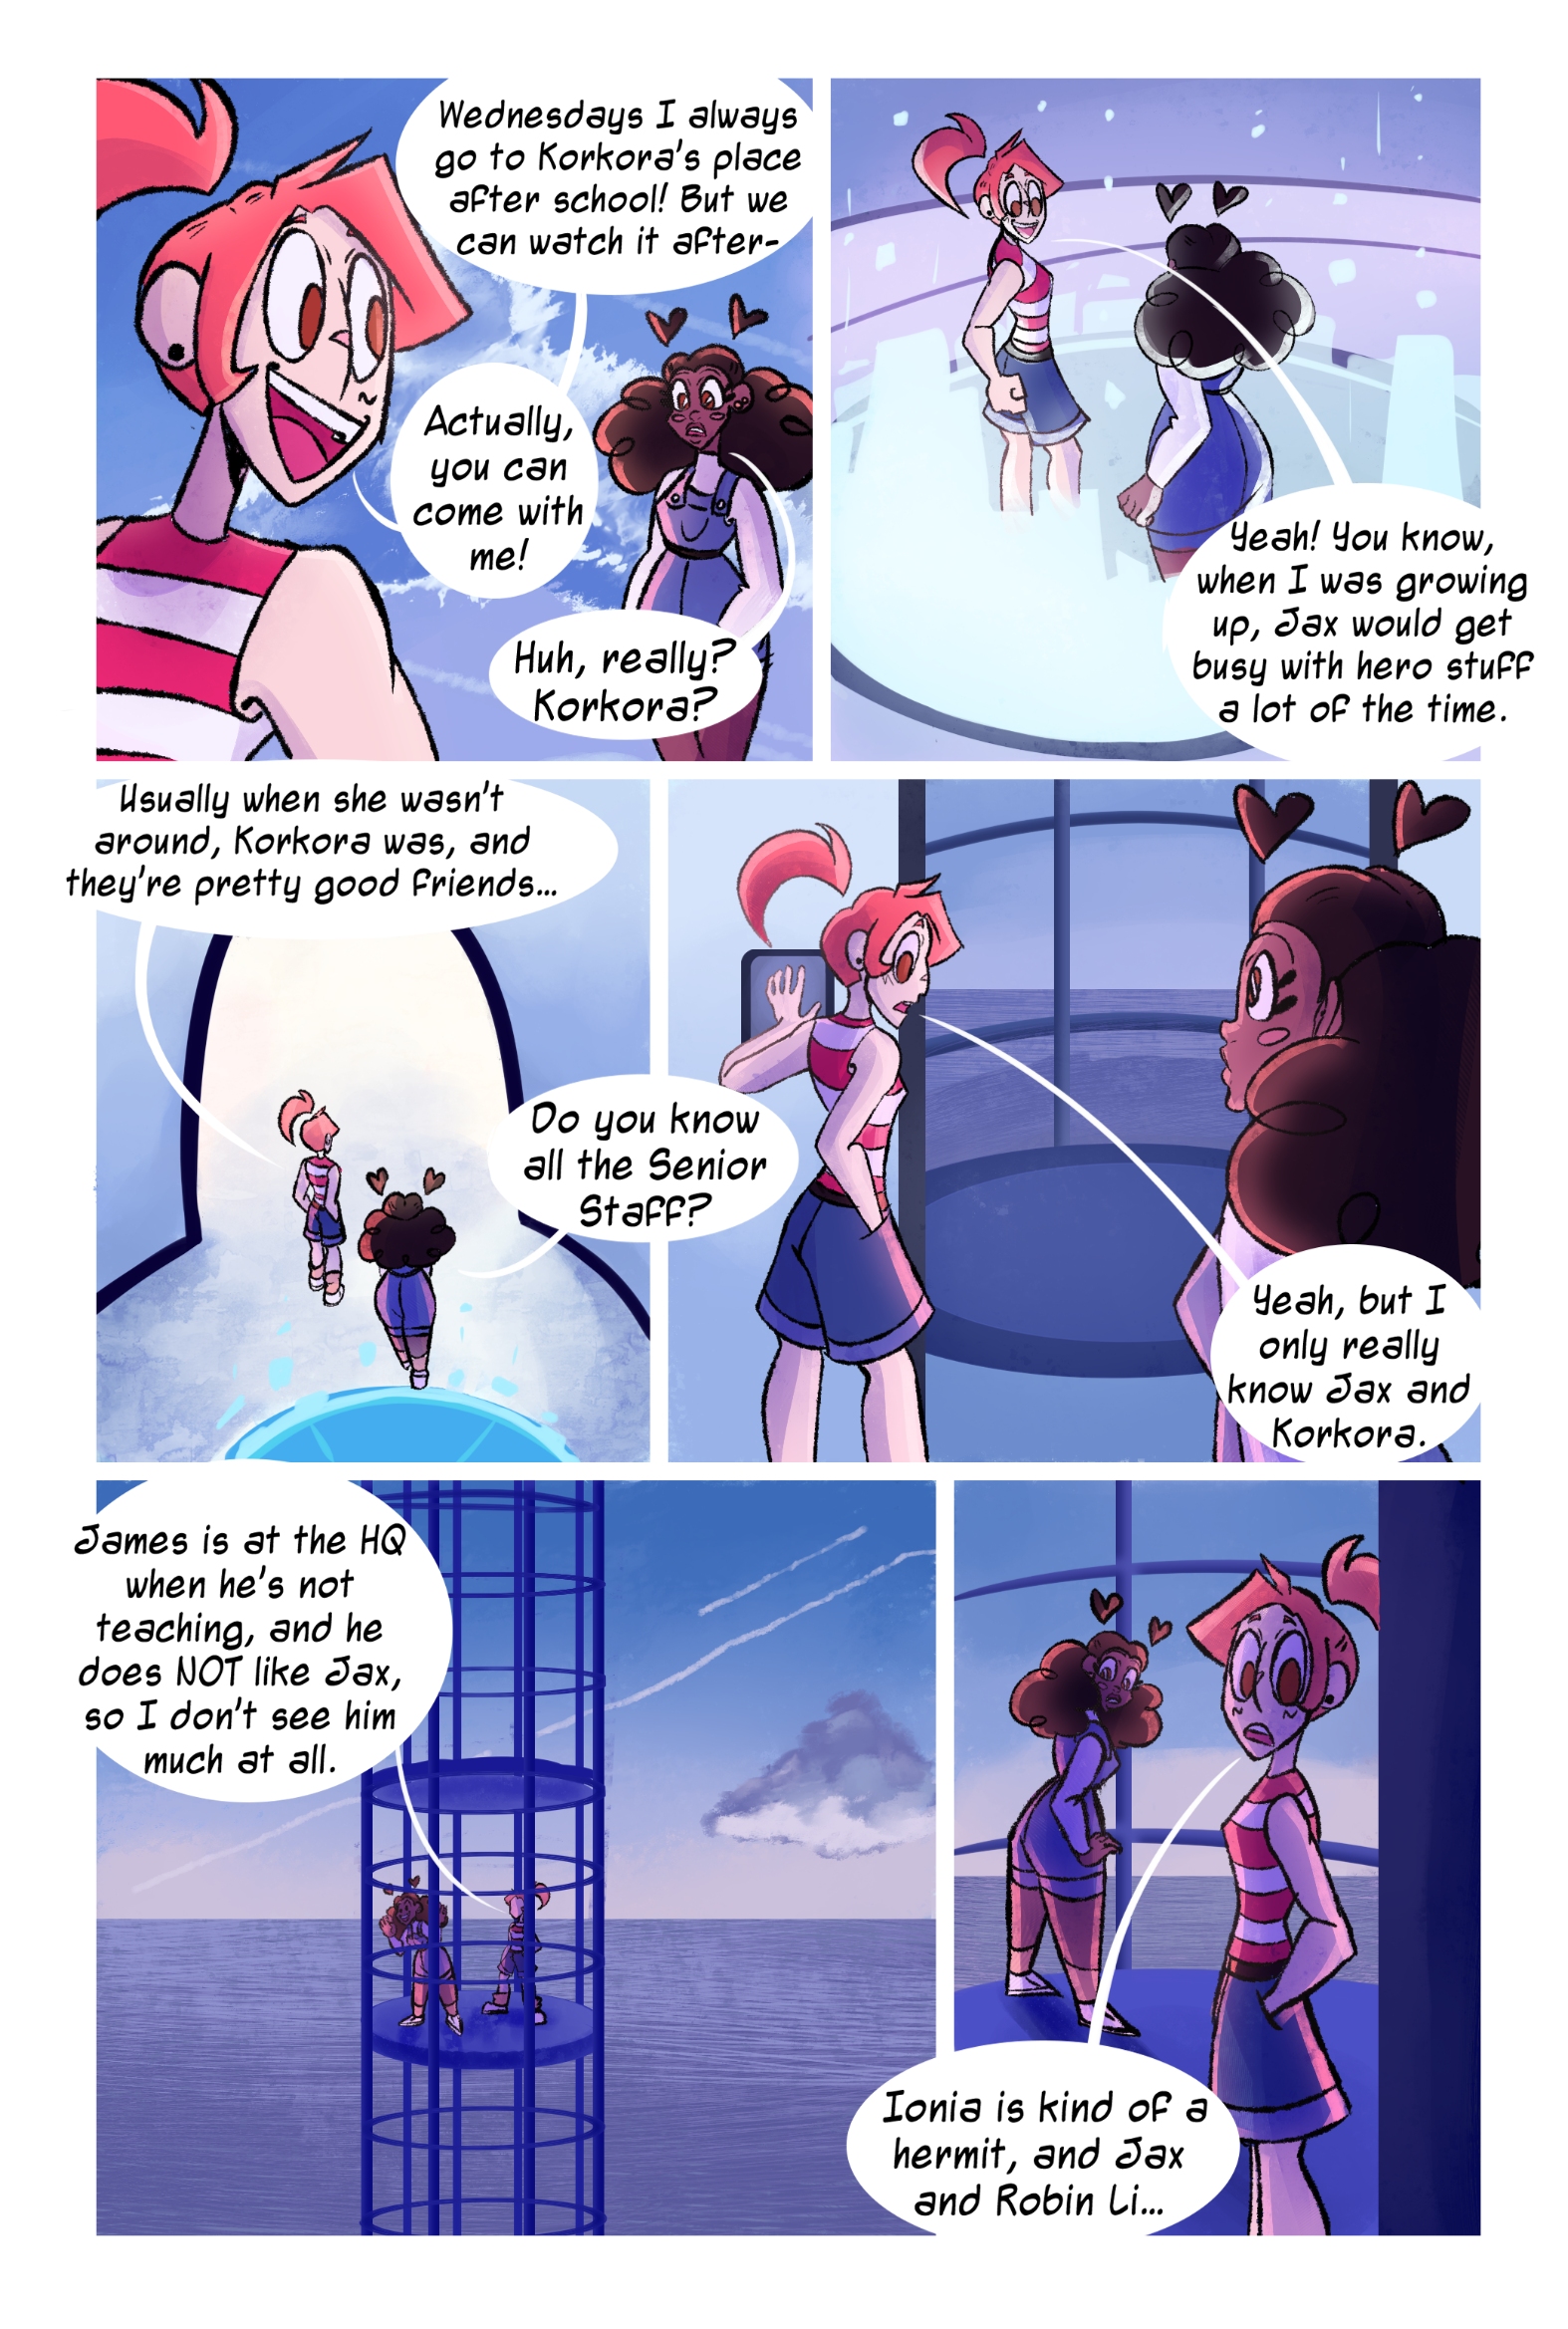 Wednesdays I always
go to Korkora's place
after school! But we
can watch it after-
Actually,
you can
come with
me!
Huh, really?
Korkora?
Yeah! You know,
when I was growing
up, Jax would get
busy with hero stuff
a lot of the time.
Usually when she wasn't
around, Korkora was, and
they're pretty good friends...
Do you know
all the Senior
Staff?
Yeah, but I
only really
know Jax and
Korkora.
James is at the HQ
when he's not
teaching, and he
does NOT like Jax,
so I don't see him
much at all.
Ionia is kind of a
hermit, and Jax
and Robin Li...